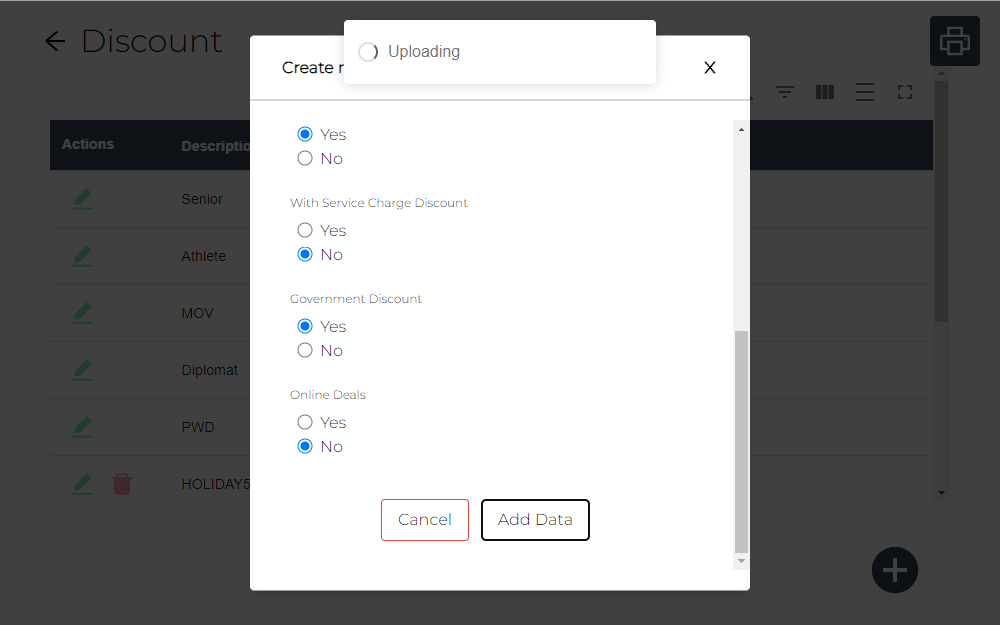 Discount
Uploading
Create
X
Actions
Descriptio
Senior
Athlete
MOV
Diplomat
PWD
HOLIDAY5
Yes
No
With Service Charge Discount
Yes
No
Government Discount
Yes
No
Online Deals
Yes
No
Cancel
Add Data